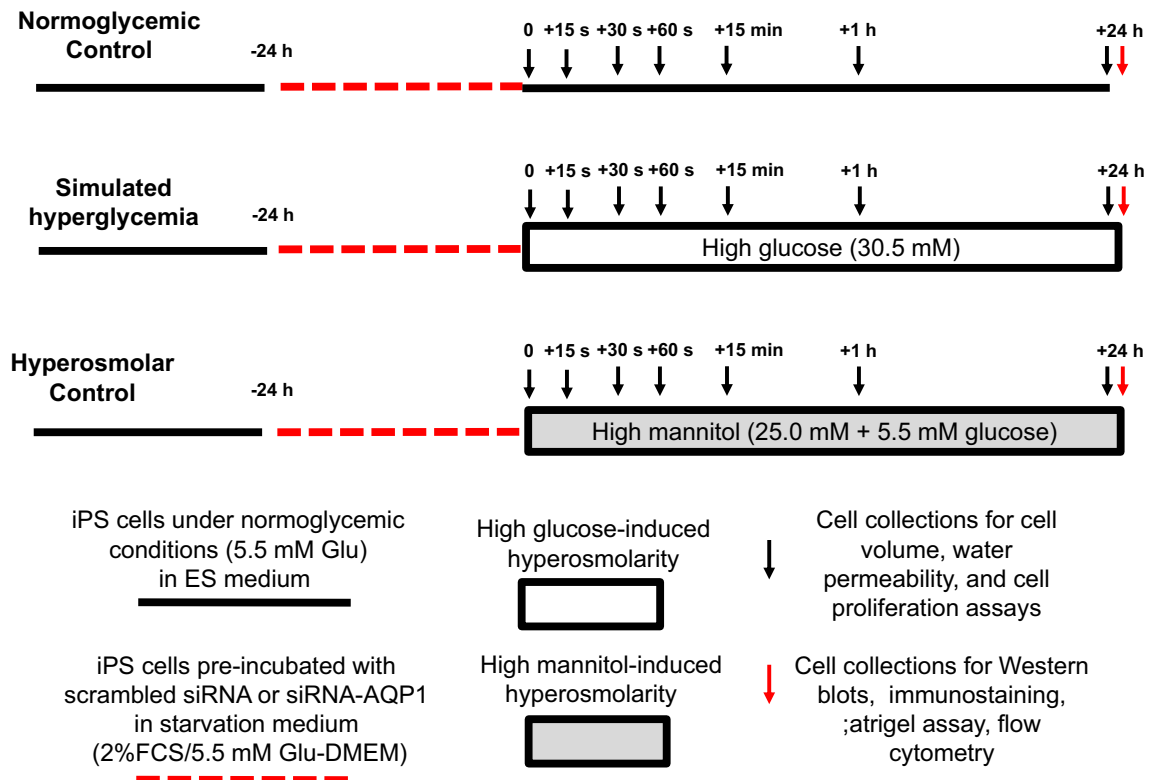 Normoglycemic
Control
-24 h
0 +15 s +30 s +60 s +15 min +1 h +24 h
Simulated
hyperglycemia
-24 h
0 +15 s +30 s +60 s +15 min +1 h +24 h
High glucose (30.5 mM)
Hyperosmolar
Control
-24 h
0 +15 s +30 s +60 s +15 min +1 h +24 h
High mannitol (25.0 mM + 5.5 mM glucose)
iPS cells under normoglycemic
conditions (5.5 mM Glu)
in ES medium
High glucose-induced
hyperosmolarity
Cell collections for cell
volume, water
permeability, and cell
proliferation assays
iPS cells pre-incubated with
scrambled siRNA or siRNA-AQP1
in starvation medium
(2%FCS/5.5 mM Glu-DMEM)
High mannitol-induced
hyperosmolarity
Cell collections for Western
blots, immunostaining,
;atrigel assay, flow
cytometry